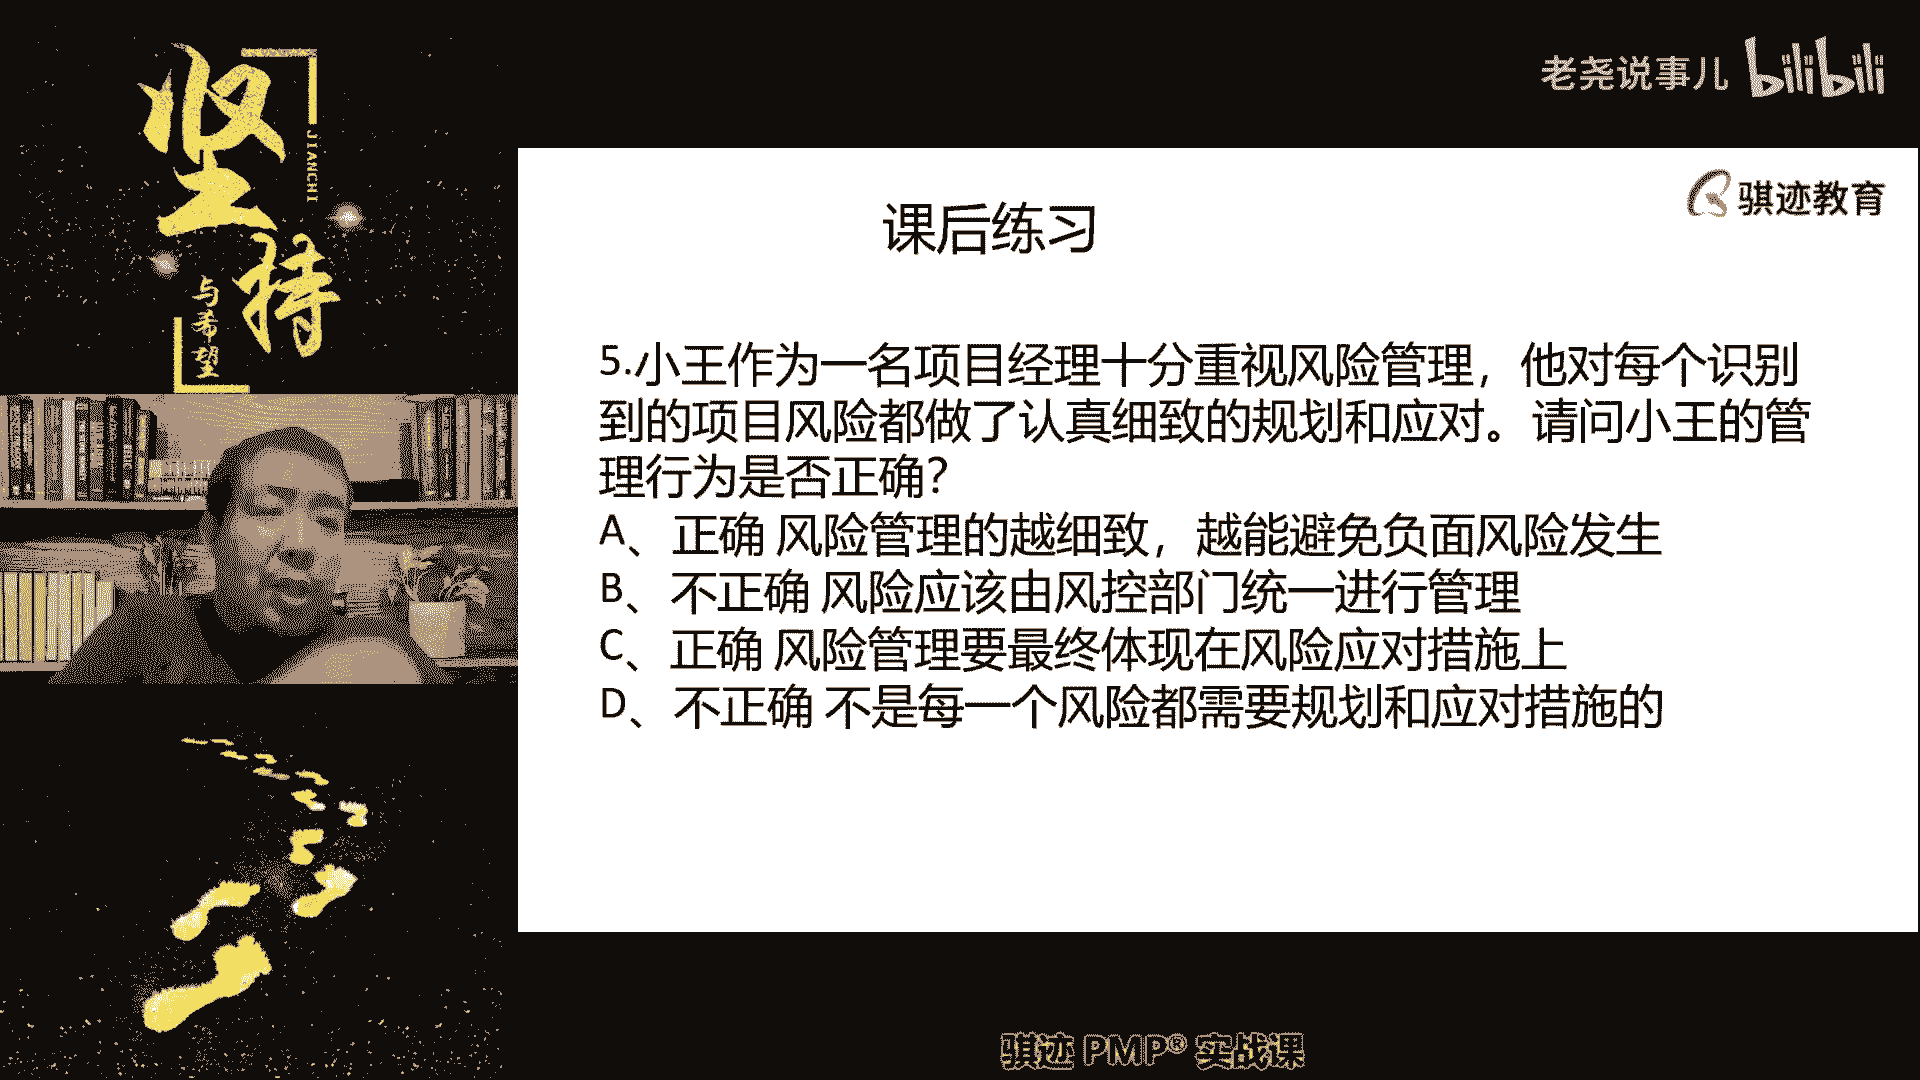 坚持
JIANCHI
与希望
老尧说事儿 bilibili
骐迹教育
课后练习
5.小王作为一名项目经理十分重视风险管理，他对每个识别
到的项目风险都做了认真细致的规划和应对。请问小王的管
理行为是否正确？
A、正确 风险管理的越细致，越能避免负面风险发生
B、不正确 风险应该由风控部门统一进行管理
C、正确 风险管理要最终体现在风险应对措施上
D、不正确 不是每一个风险都需要规划和应对措施的
骐迹 PMP® 实战课